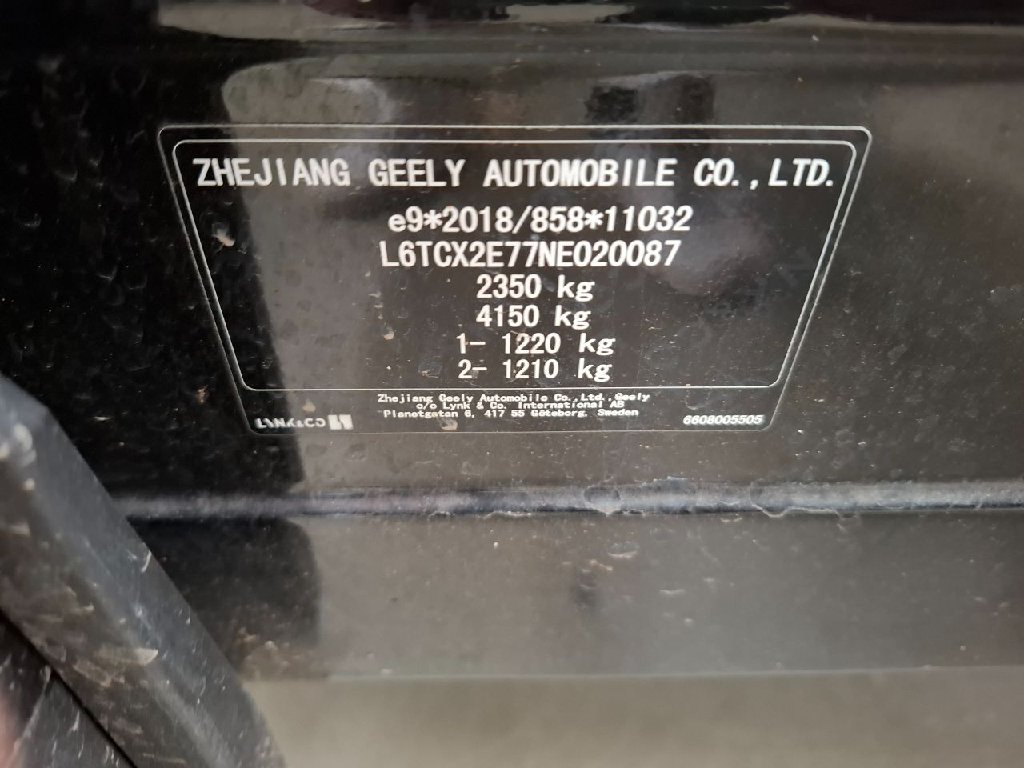 ZHEJIANG GEELY AUTOMOBILE CO.,LTD.
e9*2018/858*11032
L6TCX2E77NE020087
2350 kg
4150 kg
1- 1220 kg
2- 1210 kg
Zhejiang Geely Automobile Co.,Ltd.,Geely
c/o Lynk & Co. International AB
Planetgatan 6, 417 55 Göteborg, Sweden
LYNK&CO
6608005505